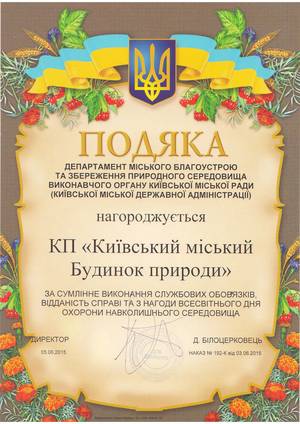 ПОДЯКА
ДЕПАРТАМЕНТ МІСЬКОГО БЛАГОУСТРОЮ
ТА ЗБЕРЕЖЕННЯ ПРИРОДНОГО СЕРЕДОВИЩА
ВИКОНАВЧОГО ОРГАНУ КИЇВСЬКОЇ МІСЬКОЇ РАДИ
(КИЇВСЬКОЇ МІСЬКОЇ ДЕРЖАВНОЇ АДМІНІСТРАЦІЇ)
нагороджується
КП «Київський міський
Будинок природи»
ЗА СУМЛІННЕ ВИКОНАННЯ СЛУЖБОВИХ ОБОВ'ЯЗКІВ,
ВІДДАНІСТЬ СПРАВІ ТА З НАГОДИ ВСЕСВІТНЬОГО ДНЯ
ОХОРОНИ НАВКОЛИШНЬОГО СЕРЕДОВИЩА
ДИРЕКТОР Д. БІЛОЦЕРКОВЕЦЬ
05.06.2015 НАКАЗ № 192-К від 03.06.2015